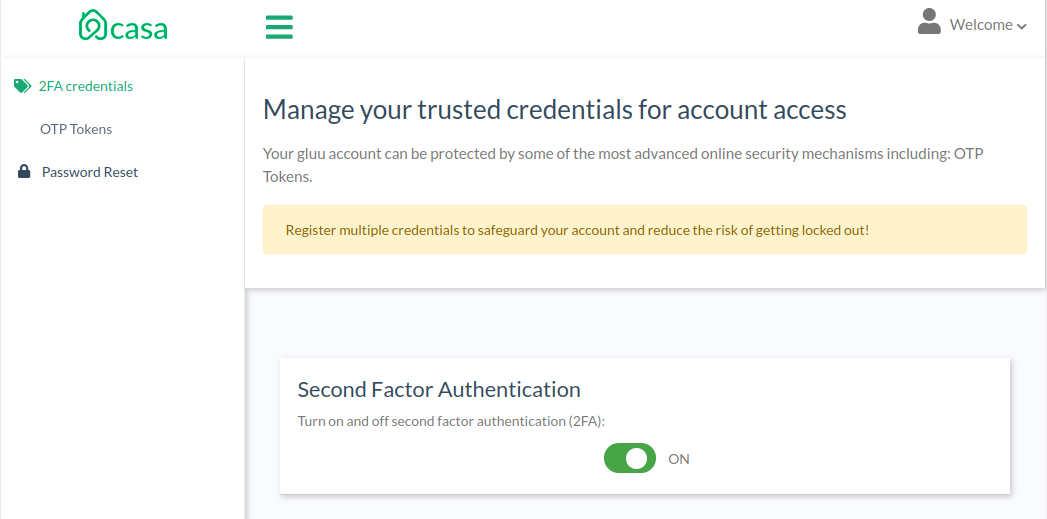 casa
Welcome
2FA credentials
OTP Tokens
Password Reset
Manage your trusted credentials for account access
Your gluu account can be protected by some of the most advanced online security mechanisms including: OTP
Tokens.
Register multiple credentials to safeguard your account and reduce the risk of getting locked out!
Second Factor Authentication
Turn on and off second factor authentication (2FA):
ON